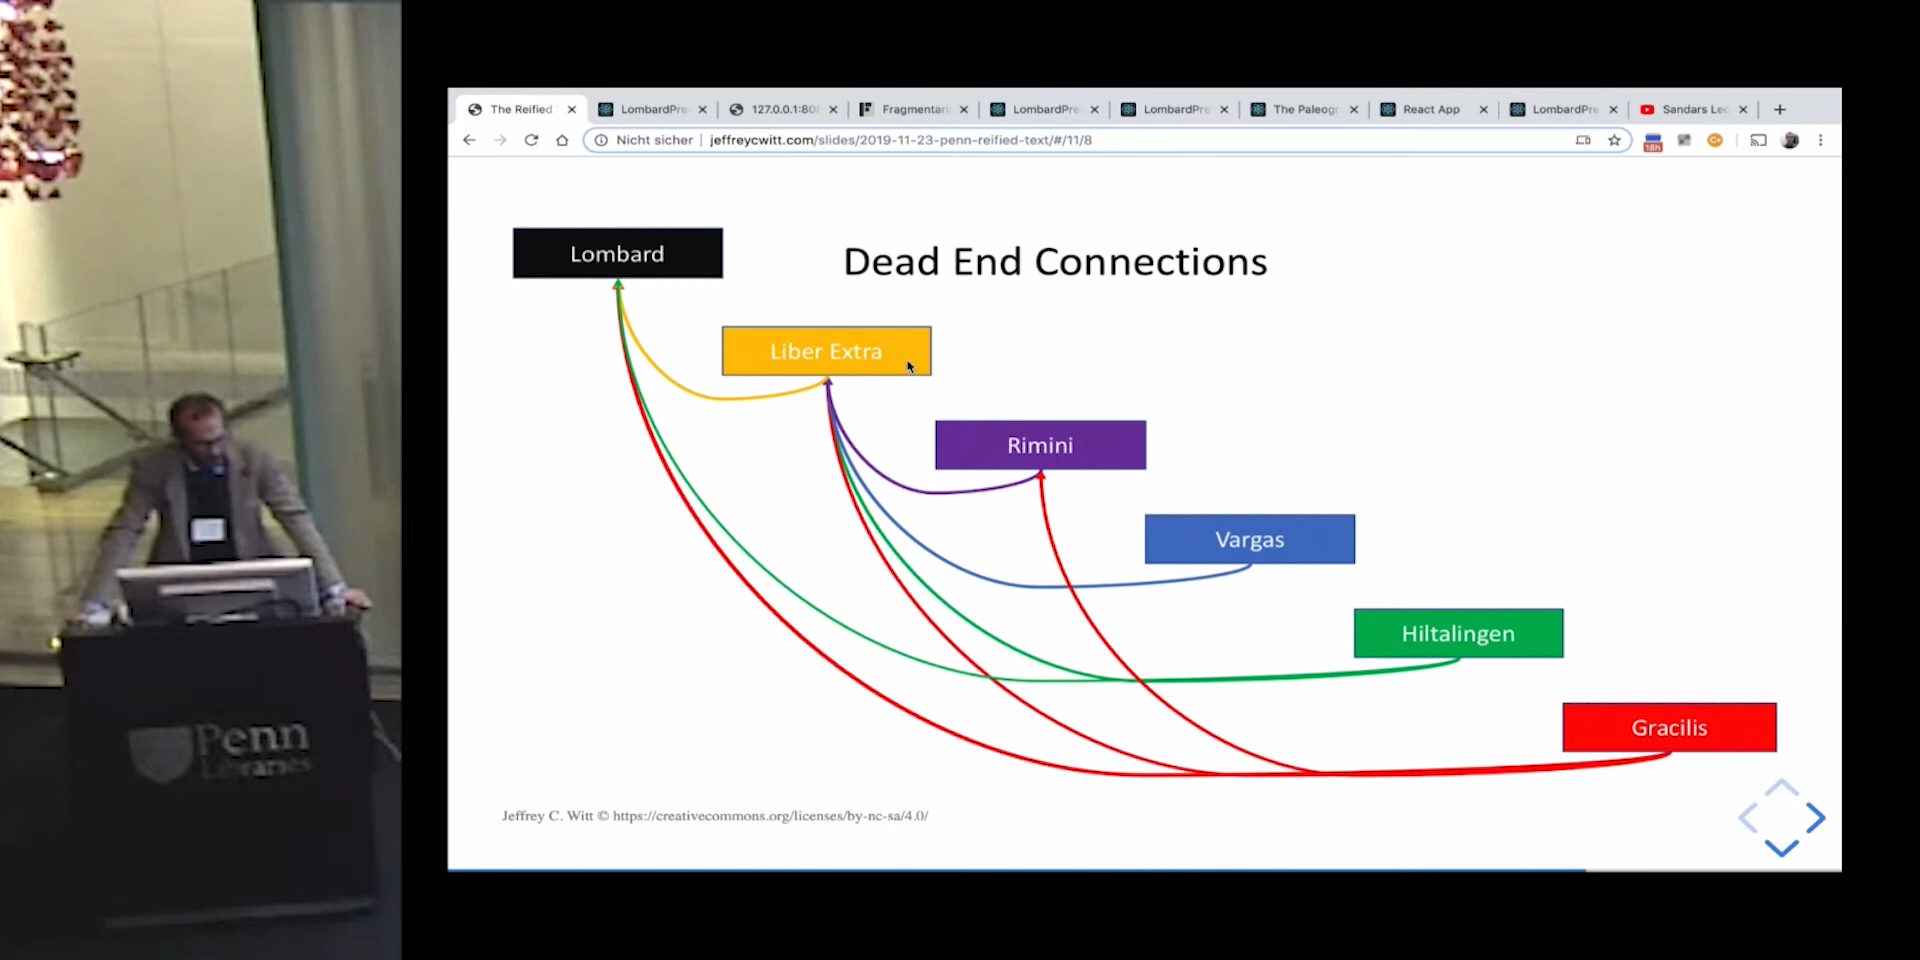 The Reified
LombardPre
127.0.0.1:80
Fragmentari
LombardPre
LombardPre
The Paleogr
React App
LombardPre
Sandars Lec
Nicht sicher
jeffreycwitt.com/slides/2019-11-23-penn-reified-text/#/11/8
18h
Lombard
Dead End Connections
Liber Extra
Rimini
Vargas
Hiltalingen
Gracilis
Jeffrey C. Witt © https://creativecommons.org/licenses/by-nc-sa/4.0/
Penn
Libraries